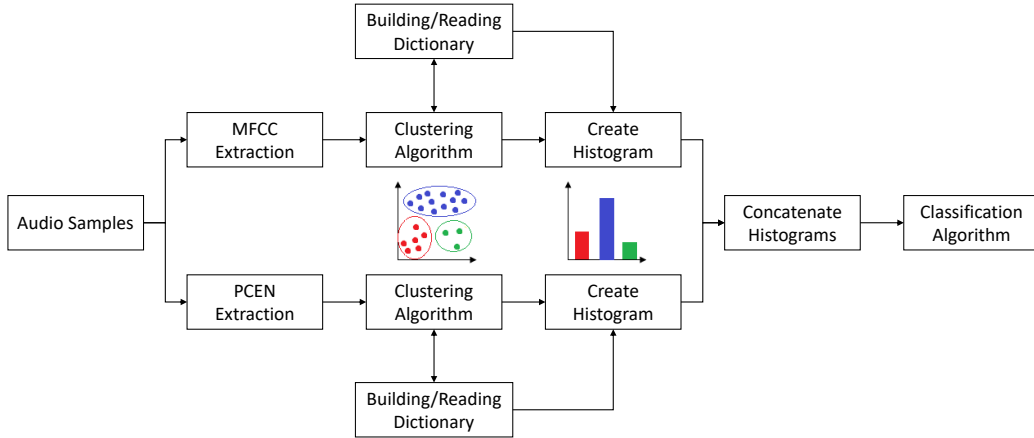 Building/Reading
Dictionary
MFCC
Extraction
Clustering
Algorithm
Create
Histogram
Audio Samples
Concatenate
Histograms
Classification
Algorithm
PCEN
Extraction
Clustering
Algorithm
Create
Histogram
Building/Reading
Dictionary